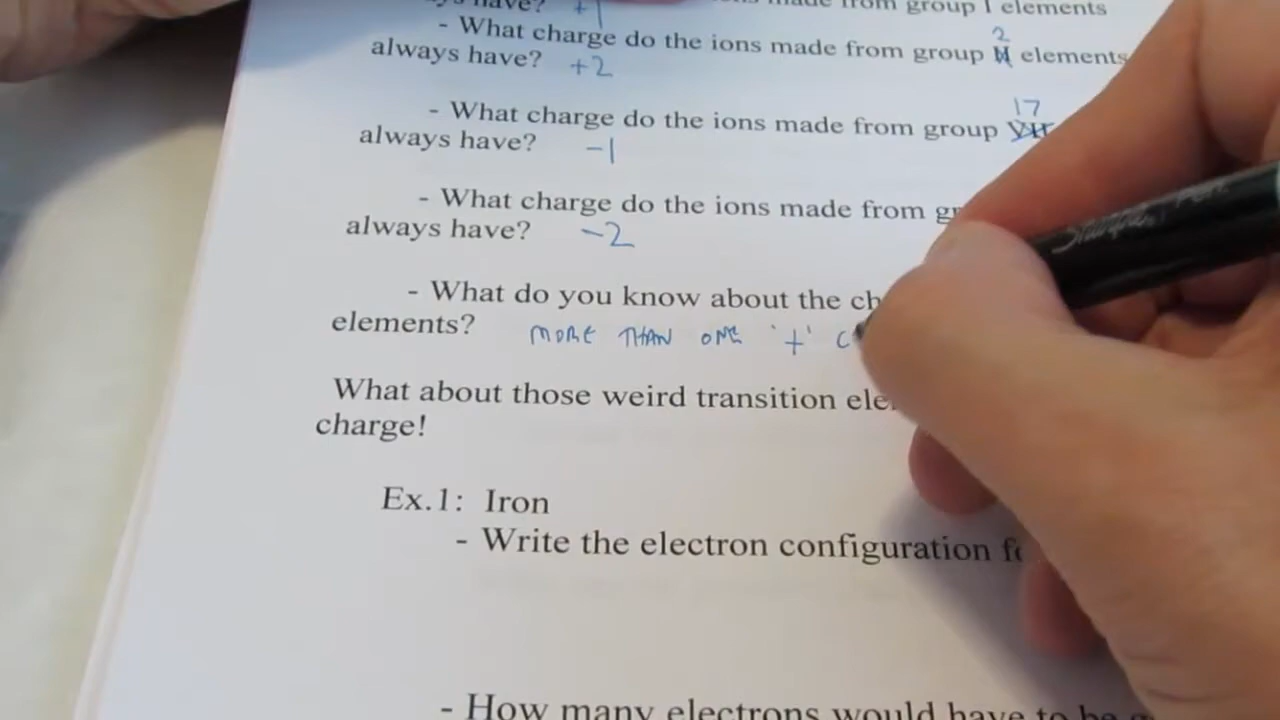 have? +1 made from group I elements
- What charge do the ions made from group 2 elements
always have? +2
- What charge do the ions made from group 17
always have? -1
- What charge do the ions made from
always have? -2
- What do you know about the
elements? MORE THAN ONE '+'
What about those weird transition
charge!
Ex.1: Iron
- Write the electron configuration
- How many electrons would have to be